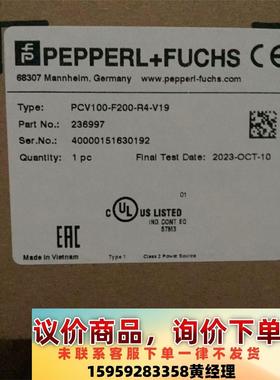 PEPPERL+FUCHS CE
68307 Mannheim, Germany www.pepperl-fuchs.com
Type: PCV100-F200-R4-V19
Part No.: 236997
Ser.No.: 40000151630192
Quantity: 1 pc Final Test Date: 2023-OCT-10
01
UL US LISTED
IND. CONT EQ
57M3
EAC
Made in Vietnam Type 1 Class 2 Power Source
议价商品，询价为准
未联系客服下单一律不发货
15959283358黄经理